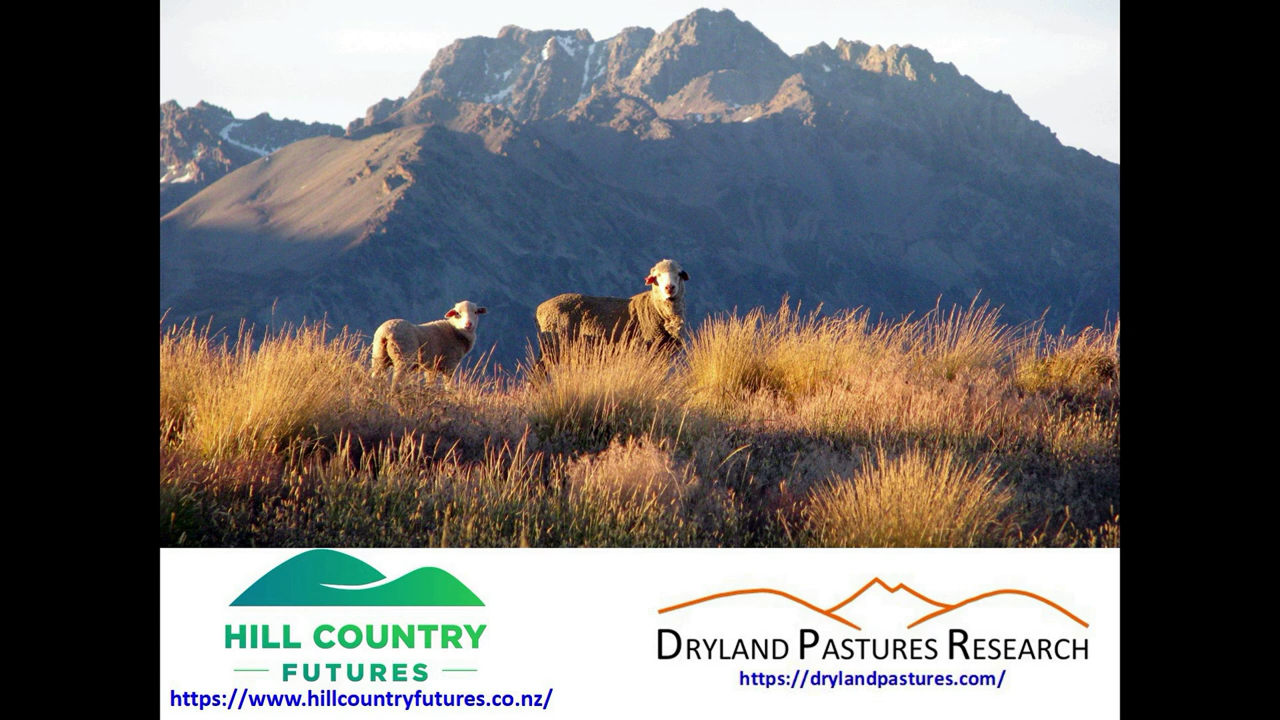 HILL COUNTRY
FUTURES
https://www.hillcountryfutures.co.nz/
DRYLAND PASTURES RESEARCH
https://drylandpastures.com/